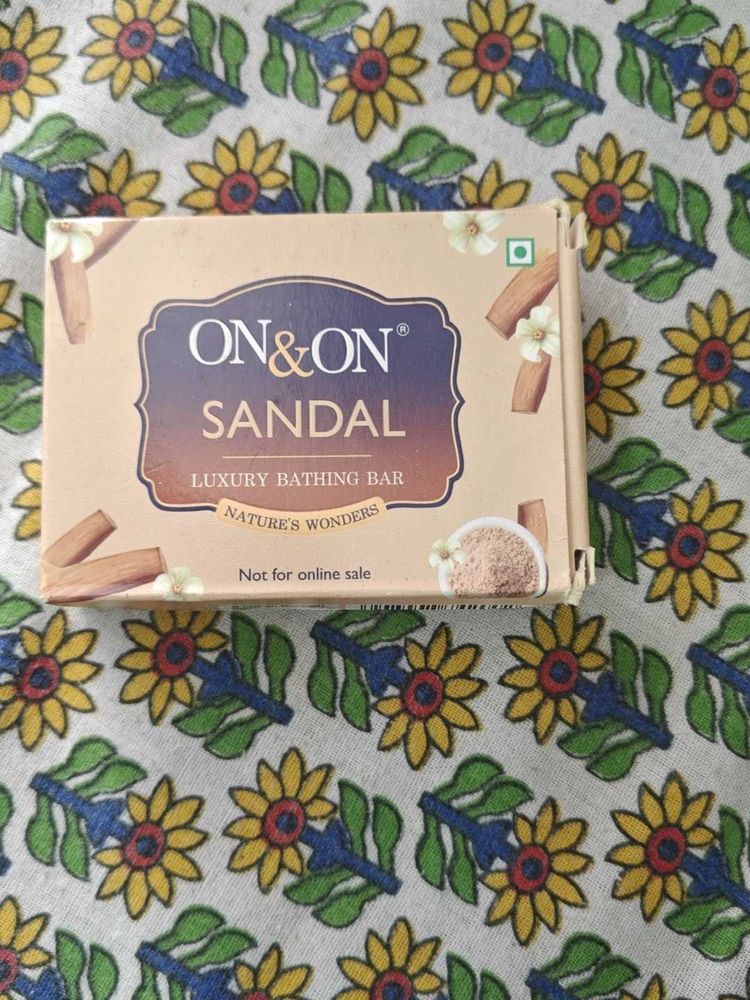 ON&ON®
SANDAL
LUXURY BATHING BAR
NATURE'S WONDERS
Not for online sale